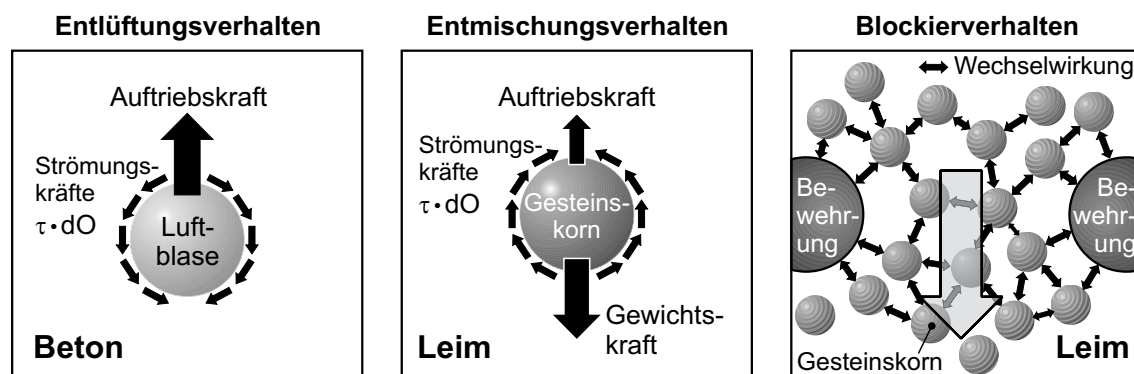 Entlüftungsverhalten
Auftriebskraft
Strömungs-
kräfte
τ•dO
Luft-
blase
Beton
Entmischungsverhalten
Auftriebskraft
Strömungs-
kräfte
τ•dO
Gesteins-
korn
Gewichts-
kraft
Leim
Blockierverhalten
Wechselwirkung
Be-
wehr-
ung
Be-
wehr-
ung
Gesteinskorn
Leim